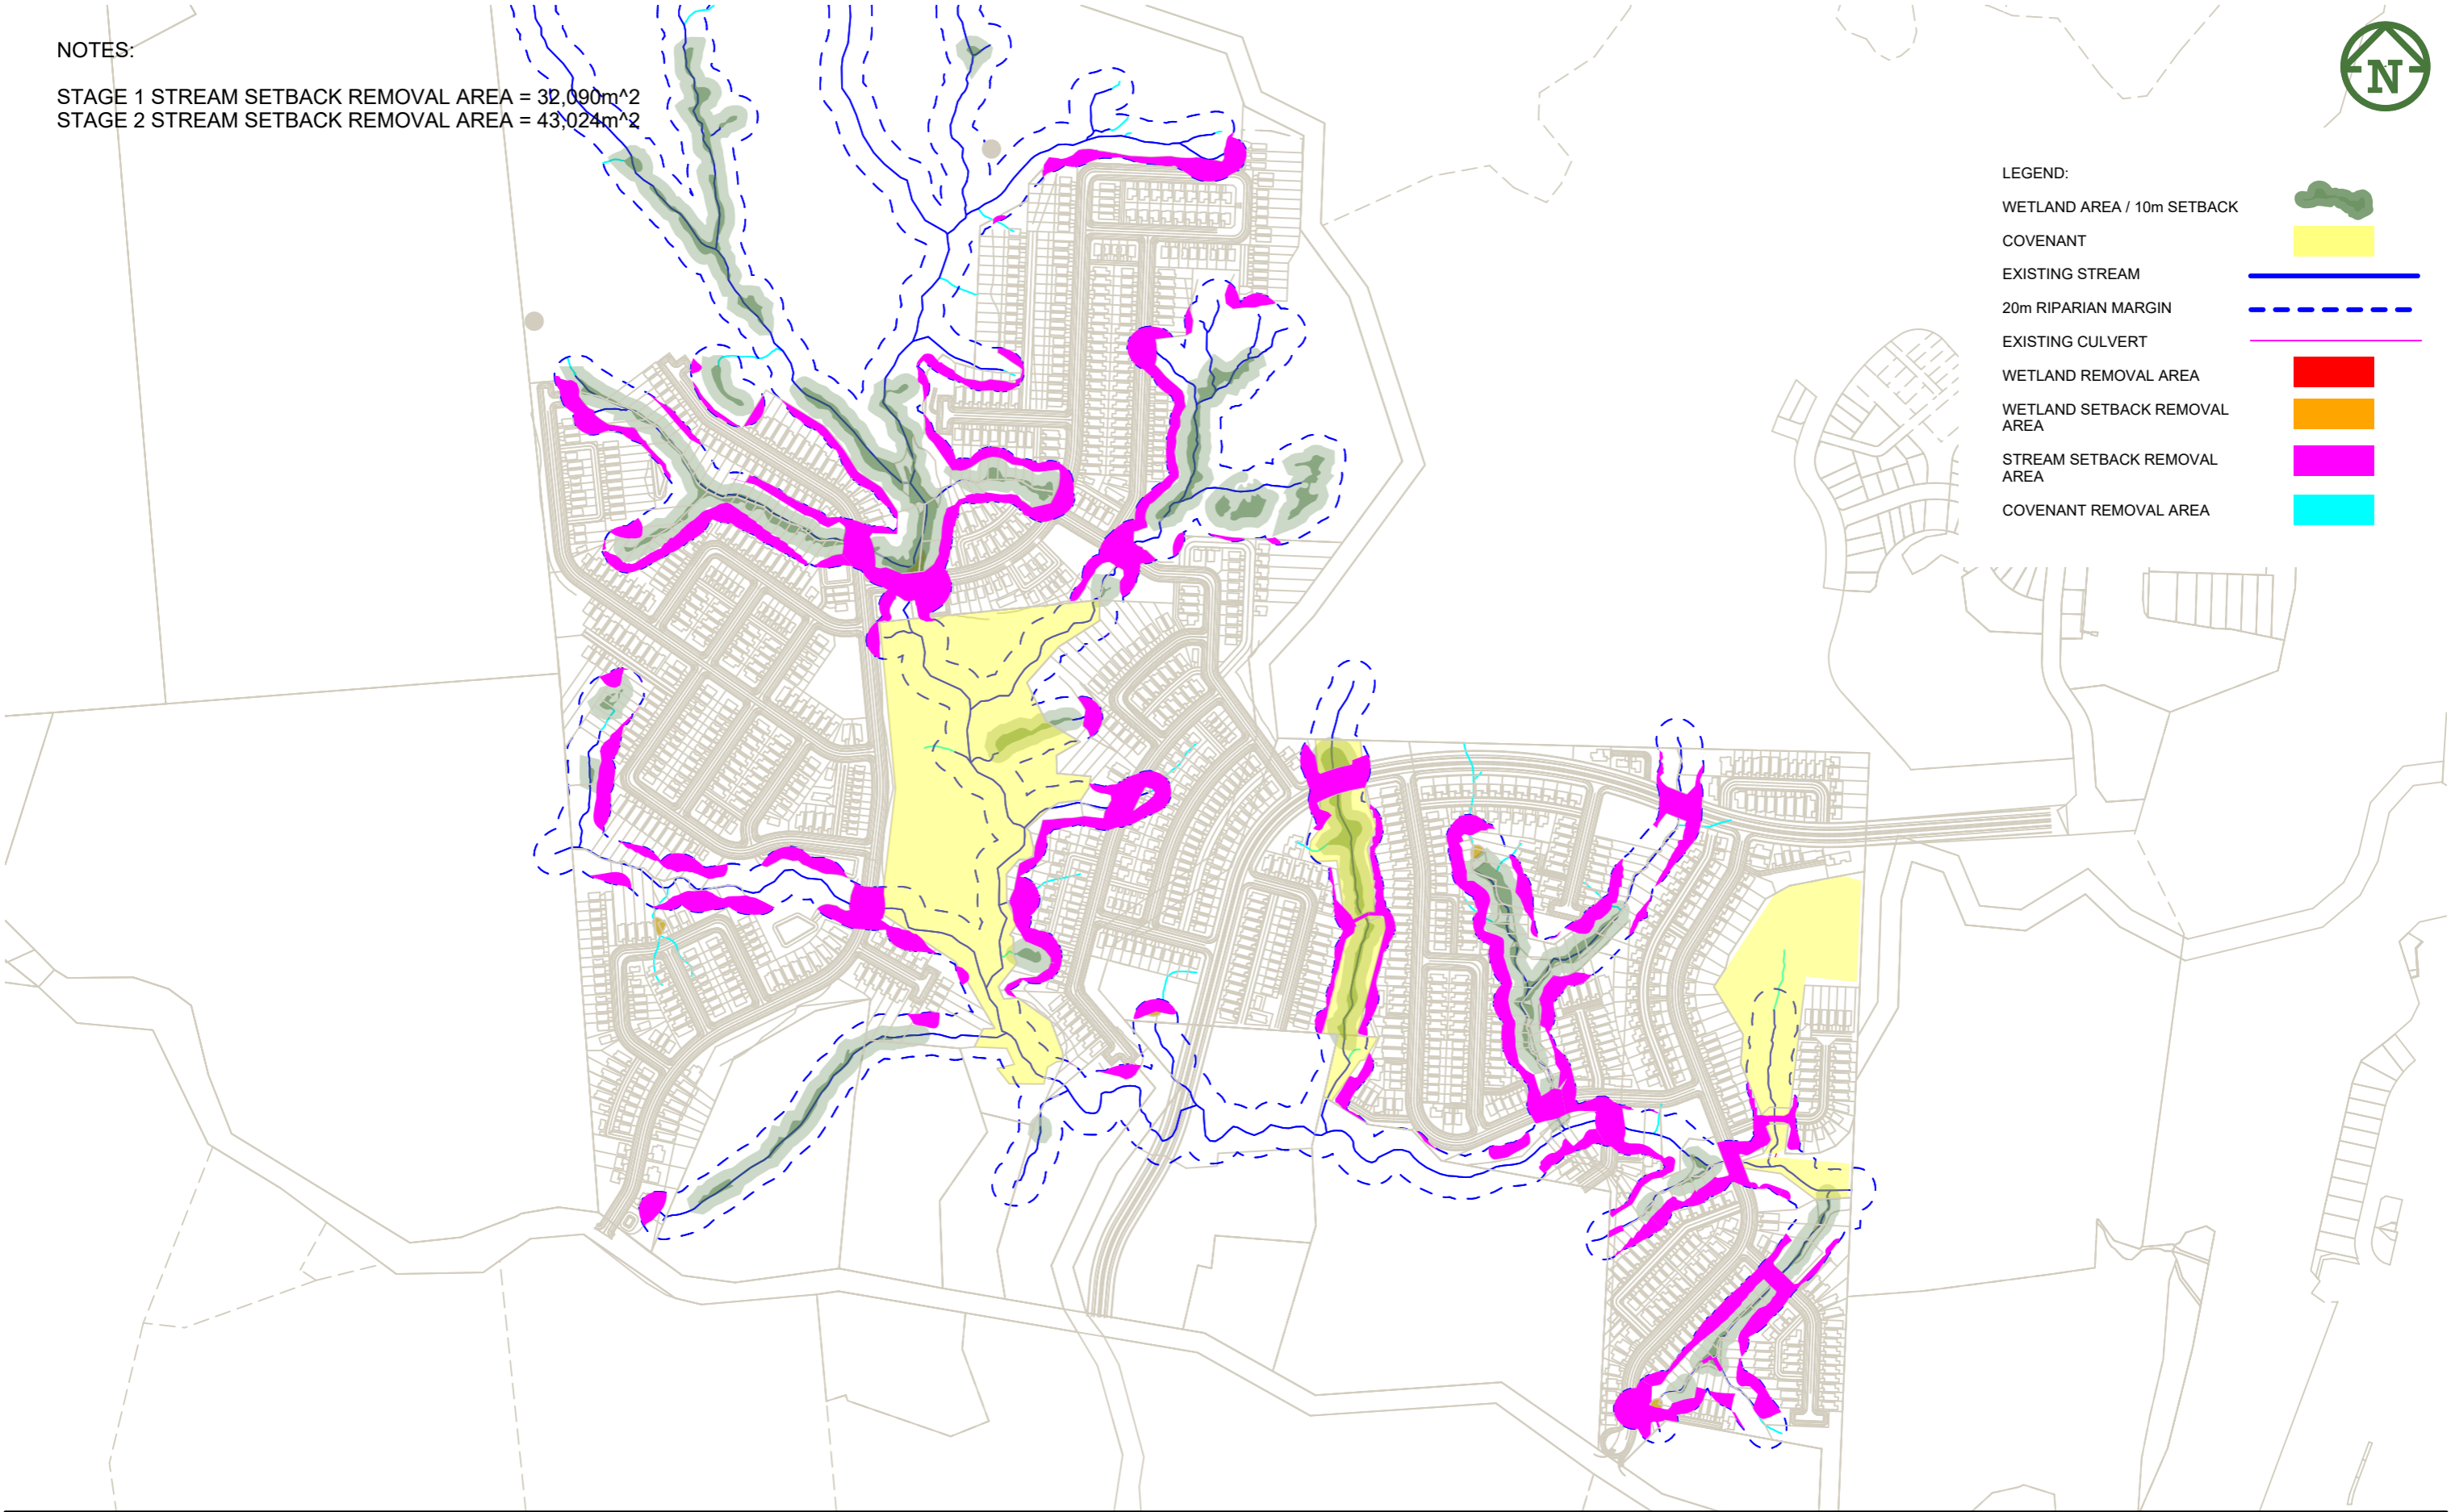 NOTES:
STAGE 1 STREAM SETBACK REMOVAL AREA = 32,090m^2
STAGE 2 STREAM SETBACK REMOVAL AREA = 43,024m^2
N
LEGEND:
WETLAND AREA / 10m SETBACK
COVENANT
EXISTING STREAM
20m RIPARIAN MARGIN
EXISTING CULVERT
WETLAND REMOVAL AREA
WETLAND SETBACK REMOVAL
AREA
STREAM SETBACK REMOVAL
AREA
COVENANT REMOVAL AREA